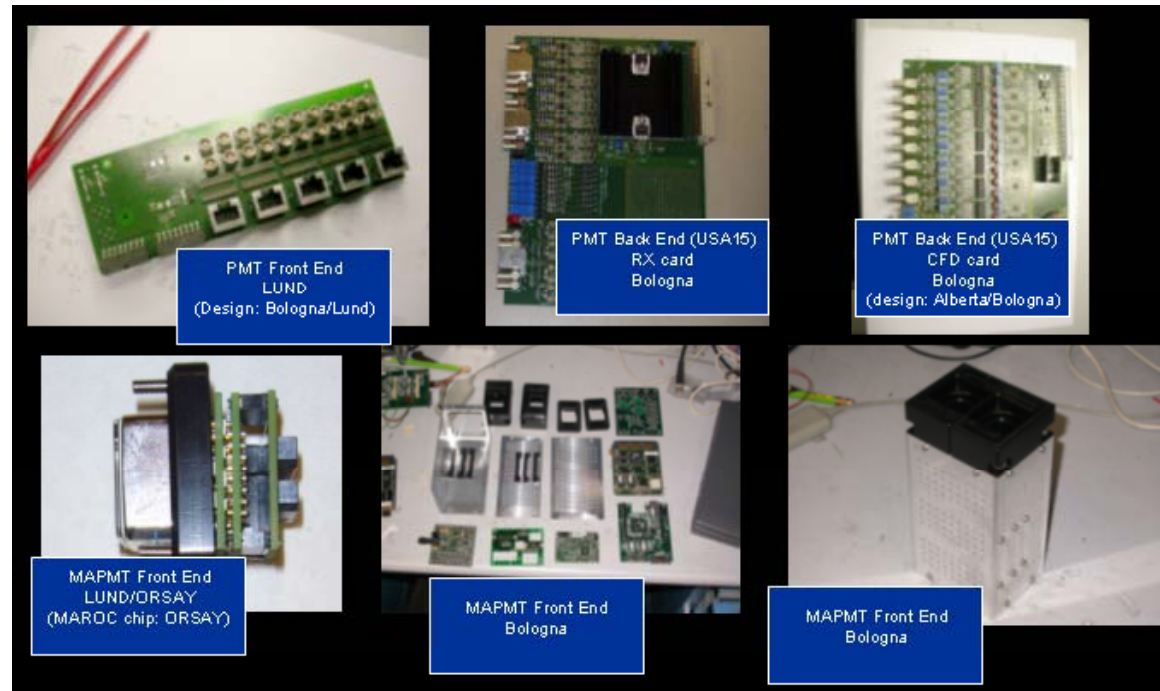 PMT Front End
LUND
(Design: Bologna/Lund)
PMT Back End (USA15)
RX card
Bologna
PMT Back End (USA15)
CFD card
Bologna
(design: Alberta/Bologna)
MAPMT Front End
LUND/ORSAY
(MAROC chip: ORSAY)
MAPMT Front End
Bologna
MAPMT Front End
Bologna